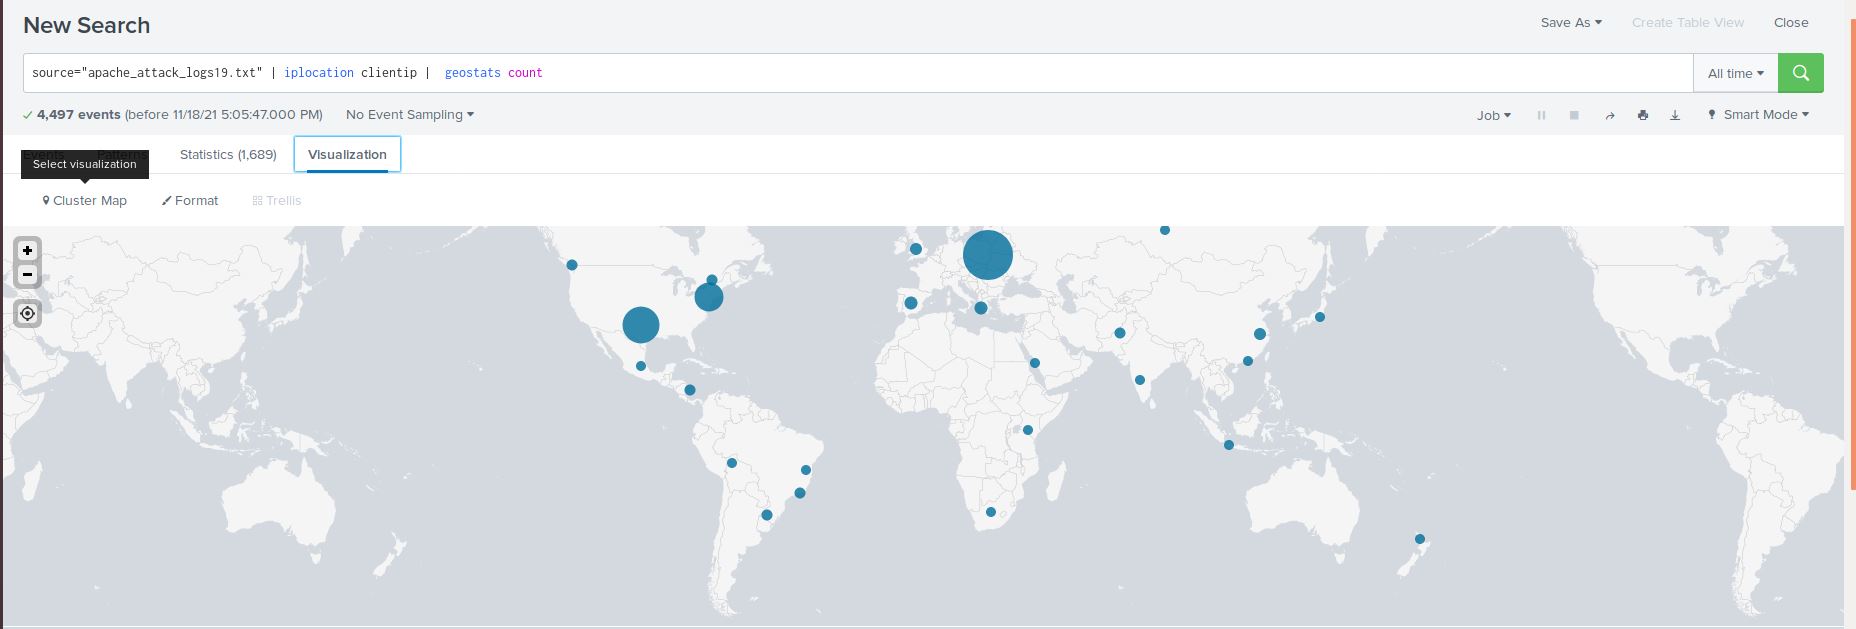 New Search
Save As
Create Table View
Close
source="apache_attack_logs19.txt" | iplocation clientip |  geostats count
All time
4,497 events (before 11/18/21 5:05:47.000 PM)
No Event Sampling
Job
Smart Mode
Events
Patterns
Statistics (1,689)
Visualization
Select visualization
Cluster Map
Format
Trellis
+
−